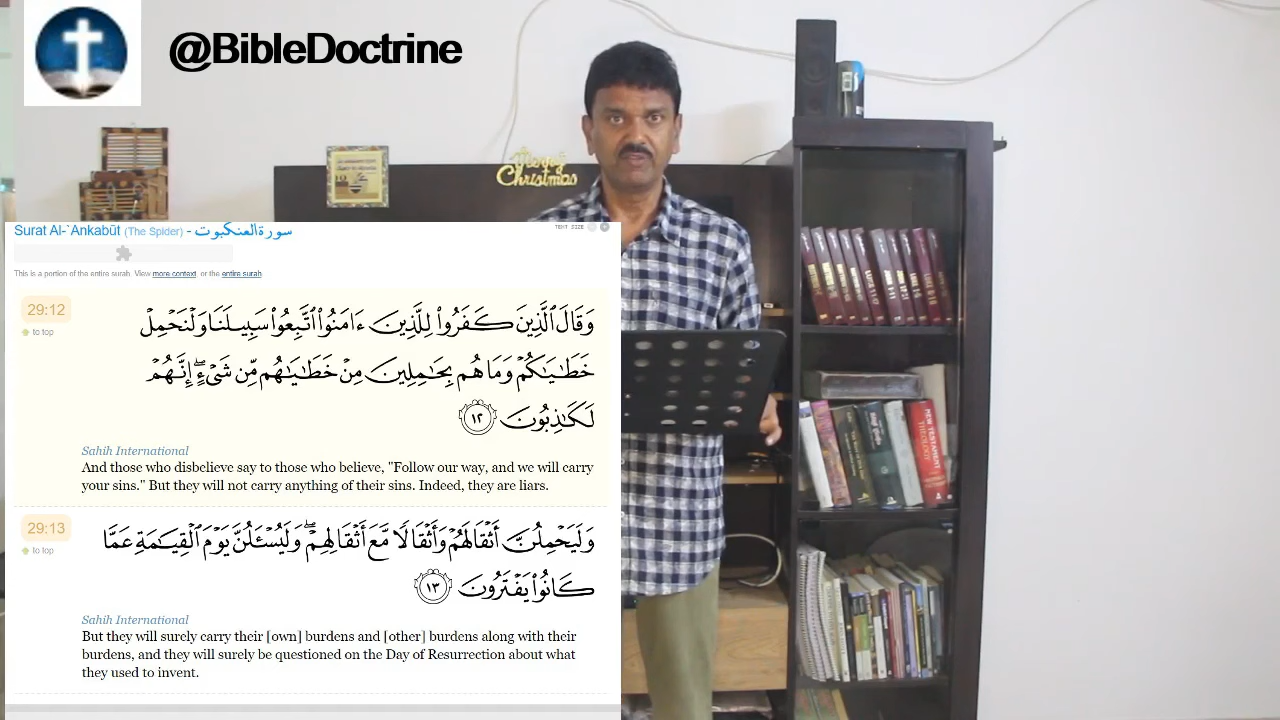 @BibleDoctrine
Merry
Christmas
Surat Al-`Ankabūt (The Spider) - سورة العنكبوت
TEXT SIZE
This is a portion of the entire surah. View more context, or the entire surah.
29:12
to top
وَقَالَ ٱلَّذِينَ كَفَرُوا۟ لِلَّذِينَ ءَامَنُوا۟ ٱتَّبِعُوا۟ سَبِيلَنَا وَلْنَحْمِلْ
خَطَـٰيَـٰكُمْ وَمَا هُم بِحَـٰمِلِينَ مِنْ خَطَـٰيَـٰهُم مِّن شَىْءٍ ۖ إِنَّهُمْ
لَكَـٰذِبُونَ ١٢
Sahih International
And those who disbelieve say to those who believe, "Follow our way, and we will carry
your sins." But they will not carry anything of their sins. Indeed, they are liars.
29:13
to top
وَلَيَحْمِلُنَّ أَثْقَالَهُمْ وَأَثْقَالًا مَّعَ أَثْقَالِهِمْ ۖ وَلَيُسْـَٔلُنَّ يَوْمَ ٱلْقِيَـٰمَةِ عَمَّا
كَانُوا۟ يَفْتَرُونَ ١٣
Sahih International
But they will surely carry their [own] burdens and [other] burdens along with their
burdens, and they will surely be questioned on the Day of Resurrection about what
they used to invent.
NEW TESTAMENT
THEOLOGY